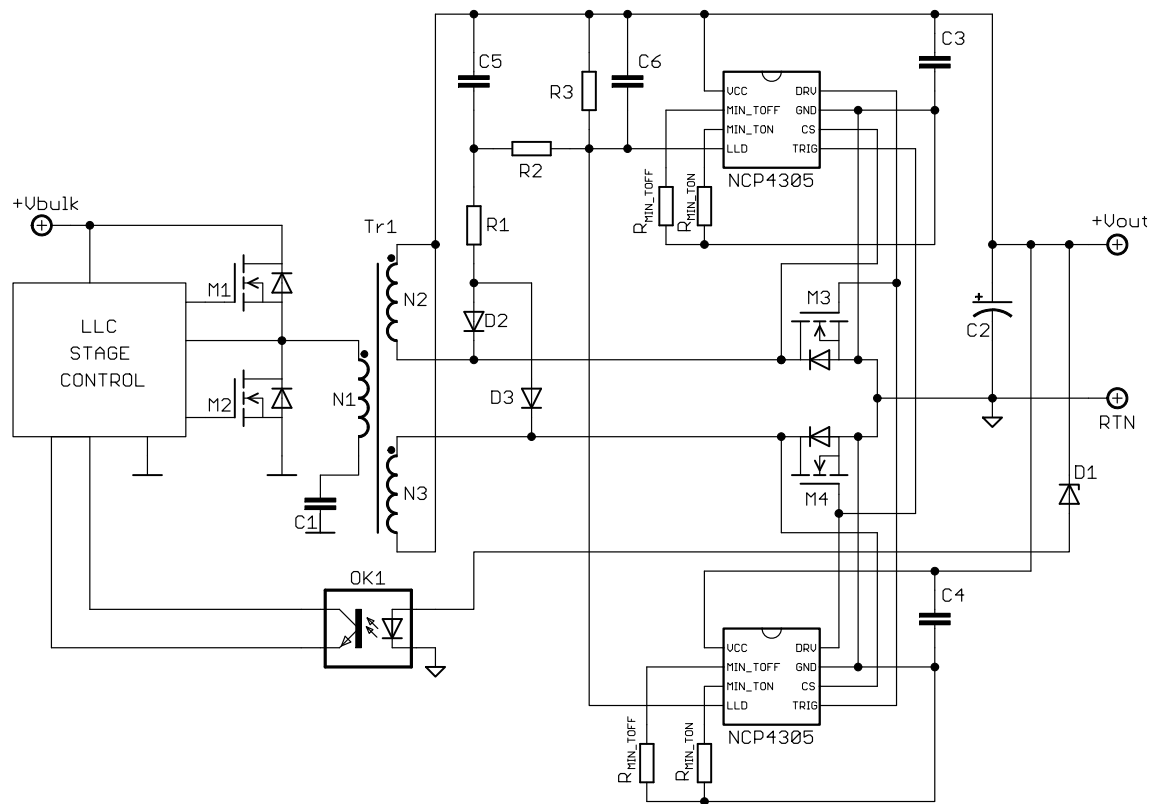 C5
R3
C6
C3
VCC
MIN_TOFF
MIN_TON
LLD
DRV
GND
CS
TRIG
NCP4305
R2
RMIN_TOFF
RMIN_TON
+Vbulk
Tr1
R1
+Vout
M1
N2
M3
D2
C2
LLC
STAGE
CONTROL
M2
N1
D3
RTN
N3
M4
D1
C1
OK1
C4
VCC
MIN_TOFF
MIN_TON
LLD
DRV
GND
CS
TRIG
NCP4305
RMIN_TOFF
RMIN_TON